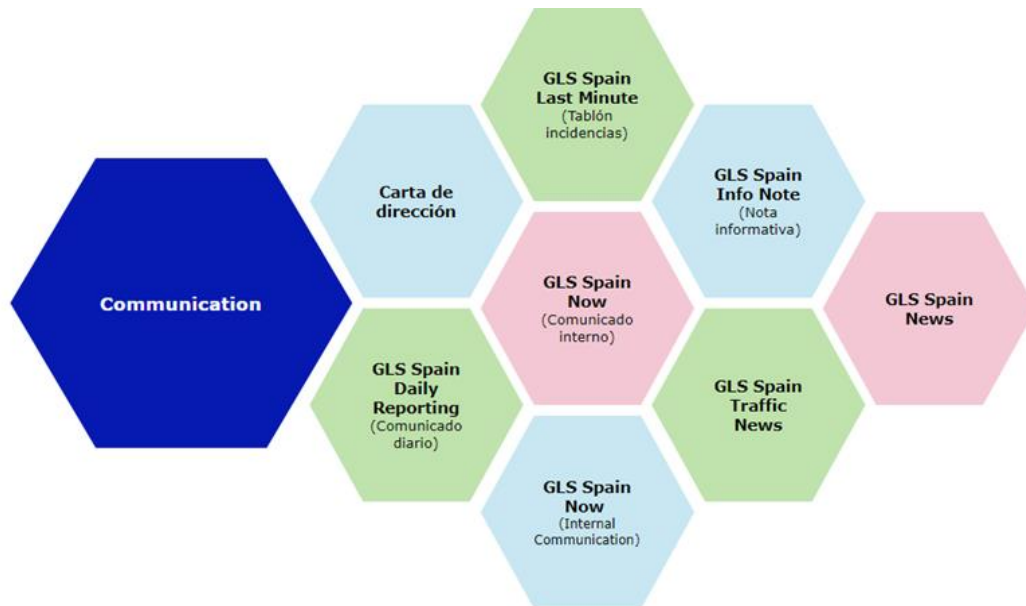 Communication
Carta de
dirección
GLS Spain
Daily
Reporting
(Comunicado
diario)
GLS Spain
Last Minute
(Tablón
incidencias)
GLS Spain
Now
(Comunicado
interno)
GLS Spain
Now
(Internal
Communication)
GLS Spain
Info Note
(Nota
informativa)
GLS Spain
Traffic
News
GLS Spain
News